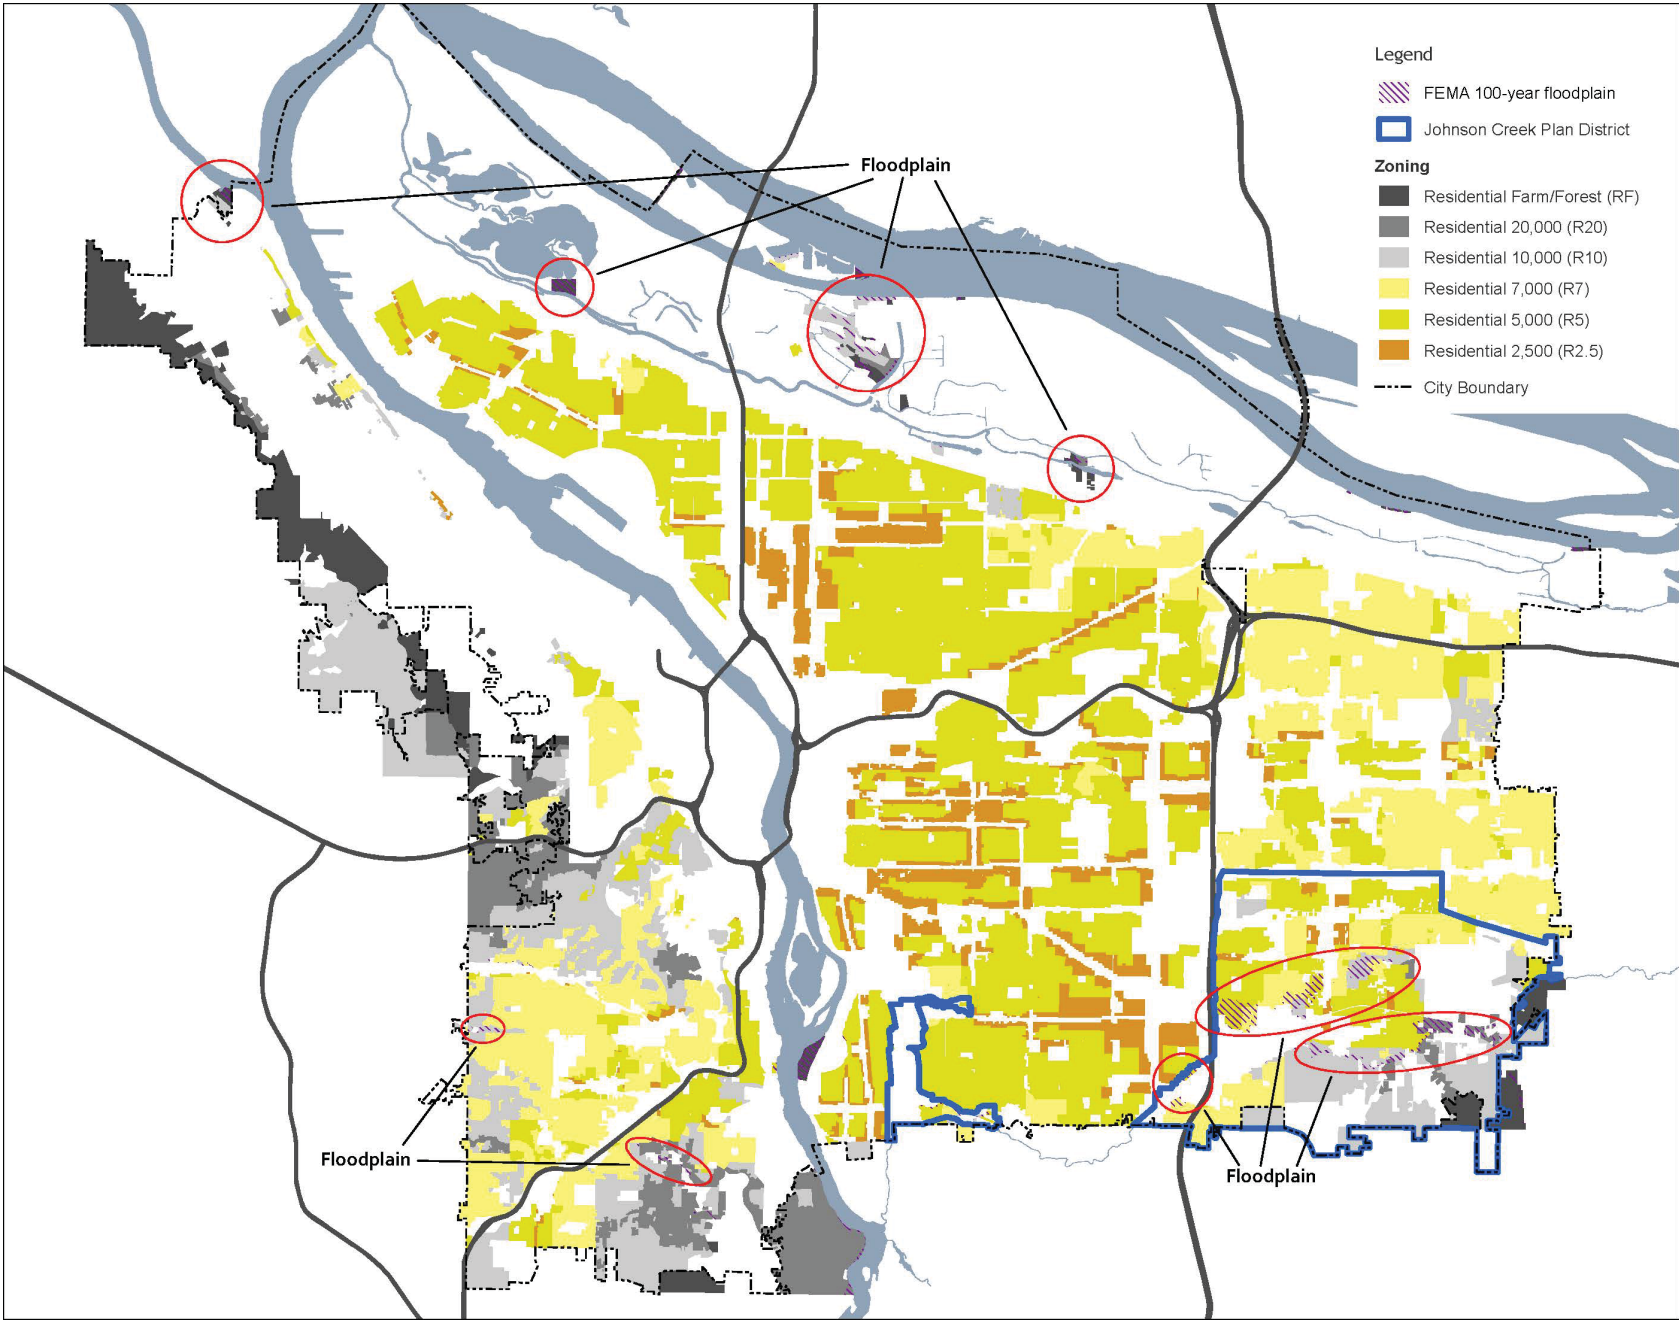 Legend
FEMA 100-year floodplain
Johnson Creek Plan District
Zoning
Residential Farm/Forest (RF)
Residential 20,000 (R20)
Residential 10,000 (R10)
Residential 7,000 (R7)
Residential 5,000 (R5)
Residential 2,500 (R2.5)
City Boundary
Floodplain
Floodplain
Floodplain